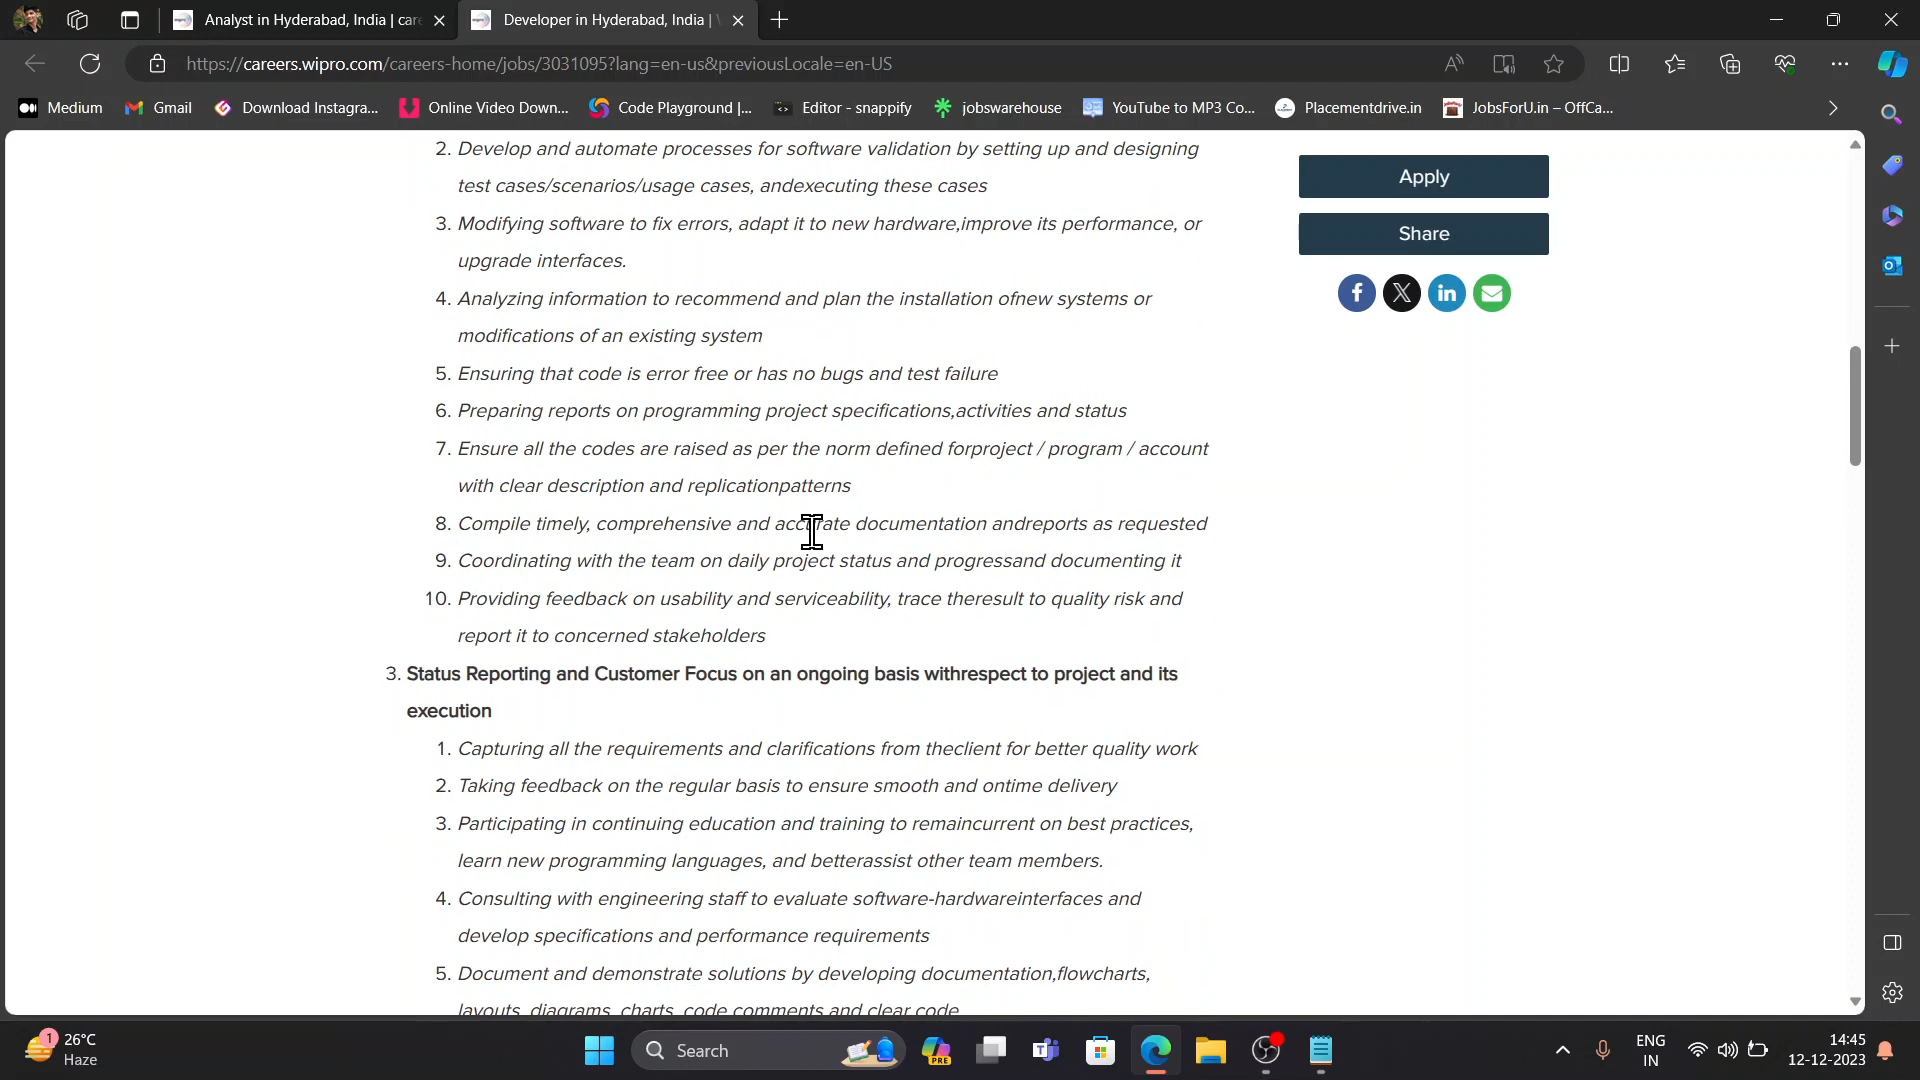 Analyst in Hyderabad, India | car
Developer in Hyderabad, India |
https://careers.wipro.com/careers-home/jobs/3031095?lang=en-us&previousLocale=en-US
Medium
Gmail
Download Instagra...
Online Video Down...
Code Playground |...
Editor - snappify
jobswarehouse
YouTube to MP3 Co...
Placementdrive.in
JobsForU.in – OffCa...
2. Develop and automate processes for software validation by setting up and designing
test cases/scenarios/usage cases, andexecuting these cases
3. Modifying software to fix errors, adapt it to new hardware,improve its performance, or
upgrade interfaces.
4. Analyzing information to recommend and plan the installation ofnew systems or
modifications of an existing system
5. Ensuring that code is error free or has no bugs and test failure
6. Preparing reports on programming project specifications,activities and status
7. Ensure all the codes are raised as per the norm defined forproject / program / account
with clear description and replicationpatterns
8. Compile timely, comprehensive and accurate documentation andreports as requested
9. Coordinating with the team on daily project status and progressand documenting it
10. Providing feedback on usability and serviceability, trace theresult to quality risk and
report it to concerned stakeholders
3. Status Reporting and Customer Focus on an ongoing basis withrespect to project and its
execution
1. Capturing all the requirements and clarifications from theclient for better quality work
2. Taking feedback on the regular basis to ensure smooth and ontime delivery
3. Participating in continuing education and training to remaincurrent on best practices,
learn new programming languages, and betterassist other team members.
4. Consulting with engineering staff to evaluate software-hardwareinterfaces and
develop specifications and performance requirements
5. Document and demonstrate solutions by developing documentation,flowcharts,
layouts, diagrams, charts, code comments and clear code
Apply
Share
1
26°C
Haze
Search
PRE
ENG
IN
14:45
12-12-2023